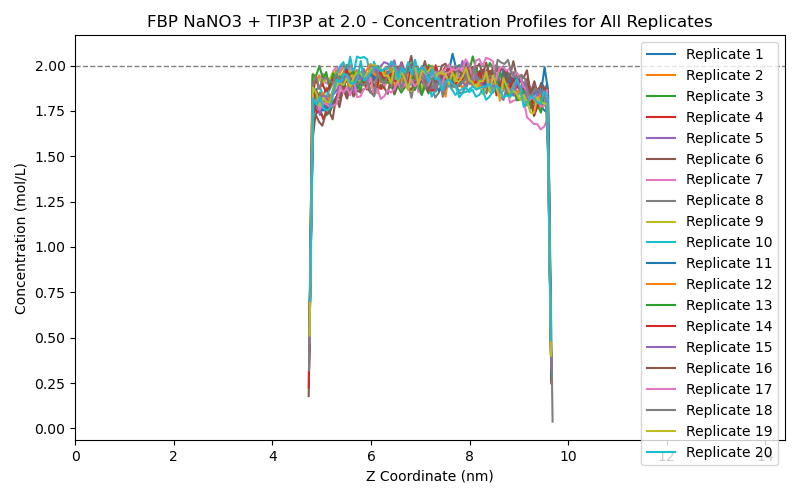 FBP NaNO3 + TIP3P at 2.0 - Concentration Profiles for All Replicates
Concentration (mol/L)
2.00
1.75
1.50
1.25
1.00
0.75
0.50
0.25
0.00
0 2 4 6 8 10 12 14
Z Coordinate (nm)
Replicate 1
Replicate 2
Replicate 3
Replicate 4
Replicate 5
Replicate 6
Replicate 7
Replicate 8
Replicate 9
Replicate 10
Replicate 11
Replicate 12
Replicate 13
Replicate 14
Replicate 15
Replicate 16
Replicate 17
Replicate 18
Replicate 19
Replicate 20